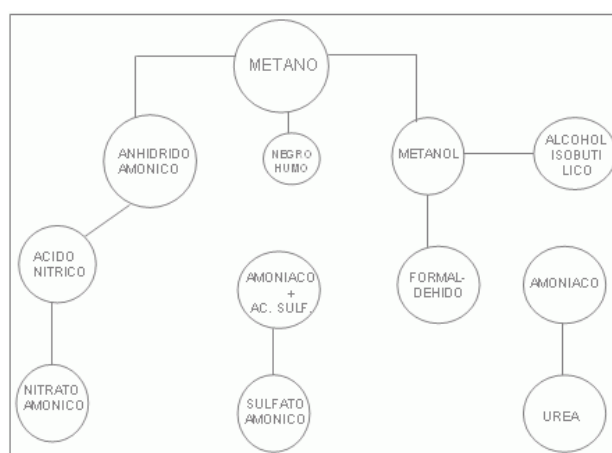 METANO
ANHIDRIDO
AMONICO
NEGRO
HUMO
METANOL
ALCOHOL
ISOBUTI
LICO
ACIDO
NITRICO
AMONIACO
+
AC. SULF.
FORMAL-
DEHIDO
AMONIACO
NITRATO
AMONICO
SULFATO
AMONICO
UREA